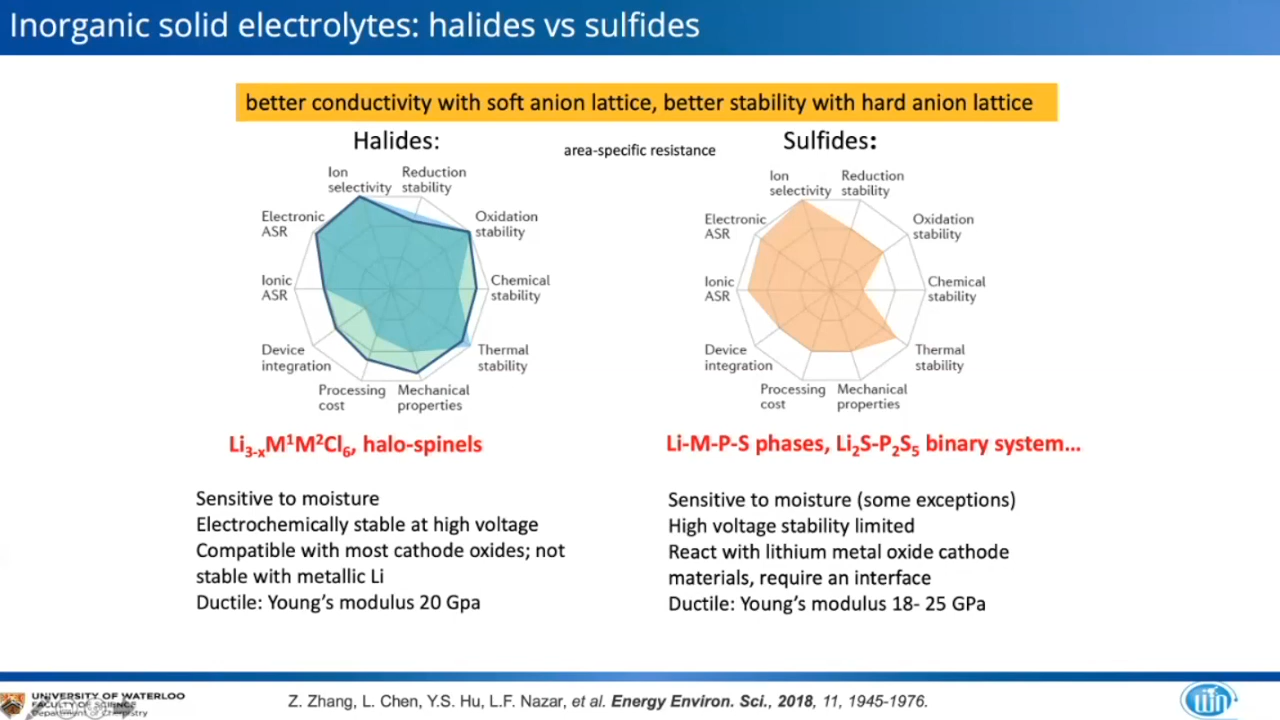 Inorganic solid electrolytes: halides vs sulfides
better conductivity with soft anion lattice, better stability with hard anion lattice
Halides:
area-specific resistance
Sulfides:
Ion
selectivity
Reduction
stability
Electronic
ASR
Oxidation
stability
Ionic
ASR
Chemical
stability
Device
integration
Thermal
stability
Processing
cost
Mechanical
properties
Ion
selectivity
Reduction
stability
Electronic
ASR
Oxidation
stability
Ionic
ASR
Chemical
stability
Device
integration
Thermal
stability
Processing
cost
Mechanical
properties
Li₃₋ₓM¹M²Cl₆, halo-spinels
Sensitive to moisture
Electrochemically stable at high voltage
Compatible with most cathode oxides; not
stable with metallic Li
Ductile: Young’s modulus 20 Gpa
Li-M-P-S phases, Li₂S-P₂S₅ binary system…
Sensitive to moisture (some exceptions)
High voltage stability limited
React with lithium metal oxide cathode
materials, require an interface
Ductile: Young’s modulus 18- 25 GPa
UNIVERSITY OF WATERLOO
FACULTY OF SCIENCE
Department of Chemistry
Z. Zhang, L. Chen, Y.S. Hu, L.F. Nazar, et al. Energy Environ. Sci., 2018, 11, 1945-1976.